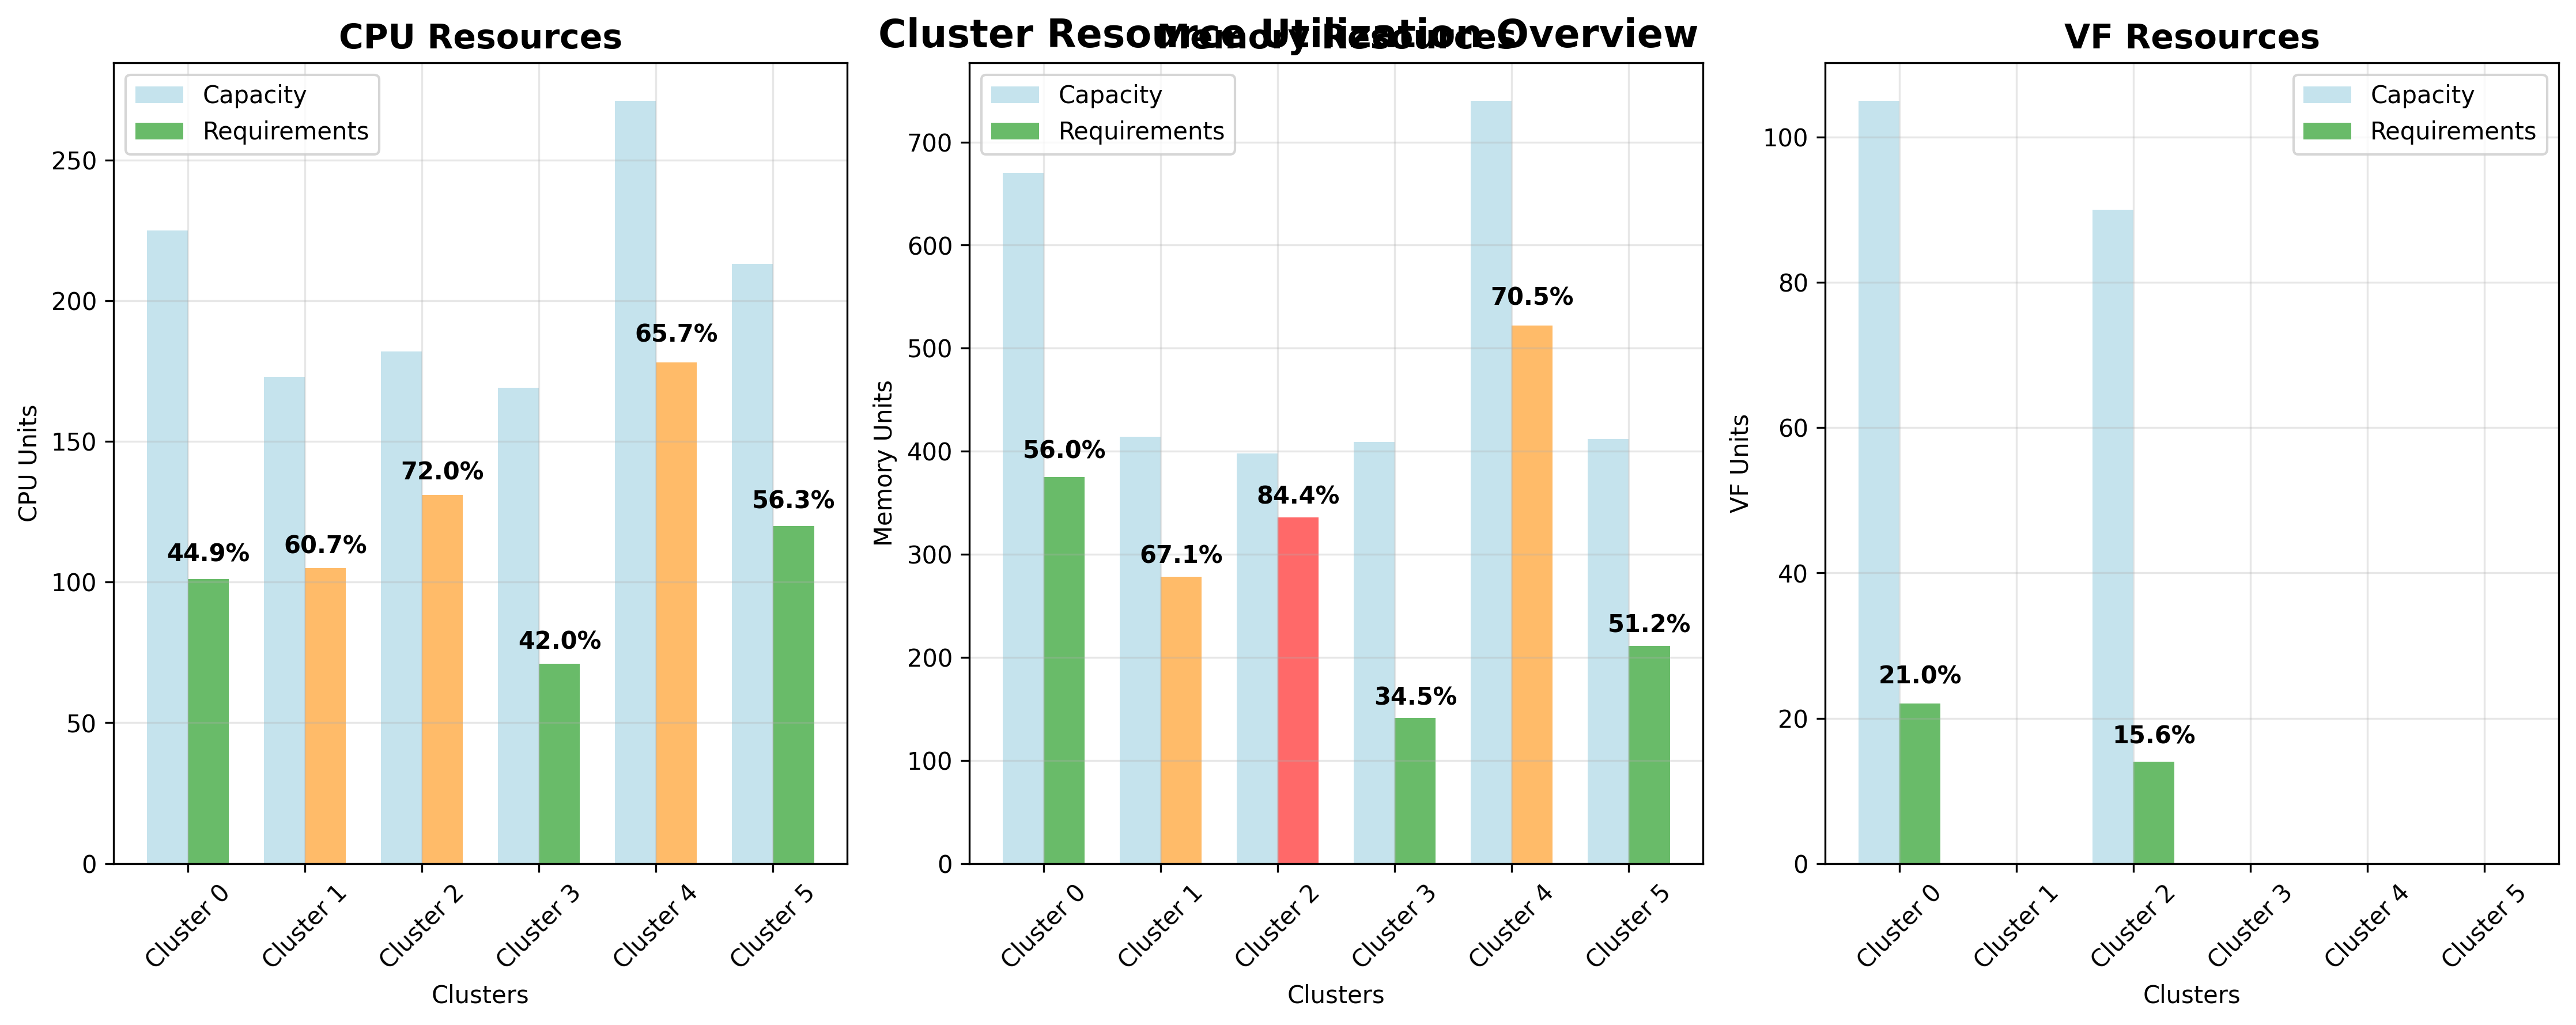 Cluster Resource Utilization Overview
CPU Resources
Capacity
Requirements
CPU Units
250
200
150
100
50
0
44.9%
60.7%
72.0%
42.0%
65.7%
56.3%
Cluster 0
Cluster 1
Cluster 2
Cluster 3
Cluster 4
Cluster 5
Clusters
Memory Resources
Capacity
Requirements
Memory Units
700
600
500
400
300
200
100
0
56.0%
67.1%
84.4%
34.5%
70.5%
51.2%
Cluster 0
Cluster 1
Cluster 2
Cluster 3
Cluster 4
Cluster 5
Clusters
VF Resources
Capacity
Requirements
VF Units
100
80
60
40
20
0
21.0%
15.6%
Cluster 0
Cluster 1
Cluster 2
Cluster 3
Cluster 4
Cluster 5
Clusters